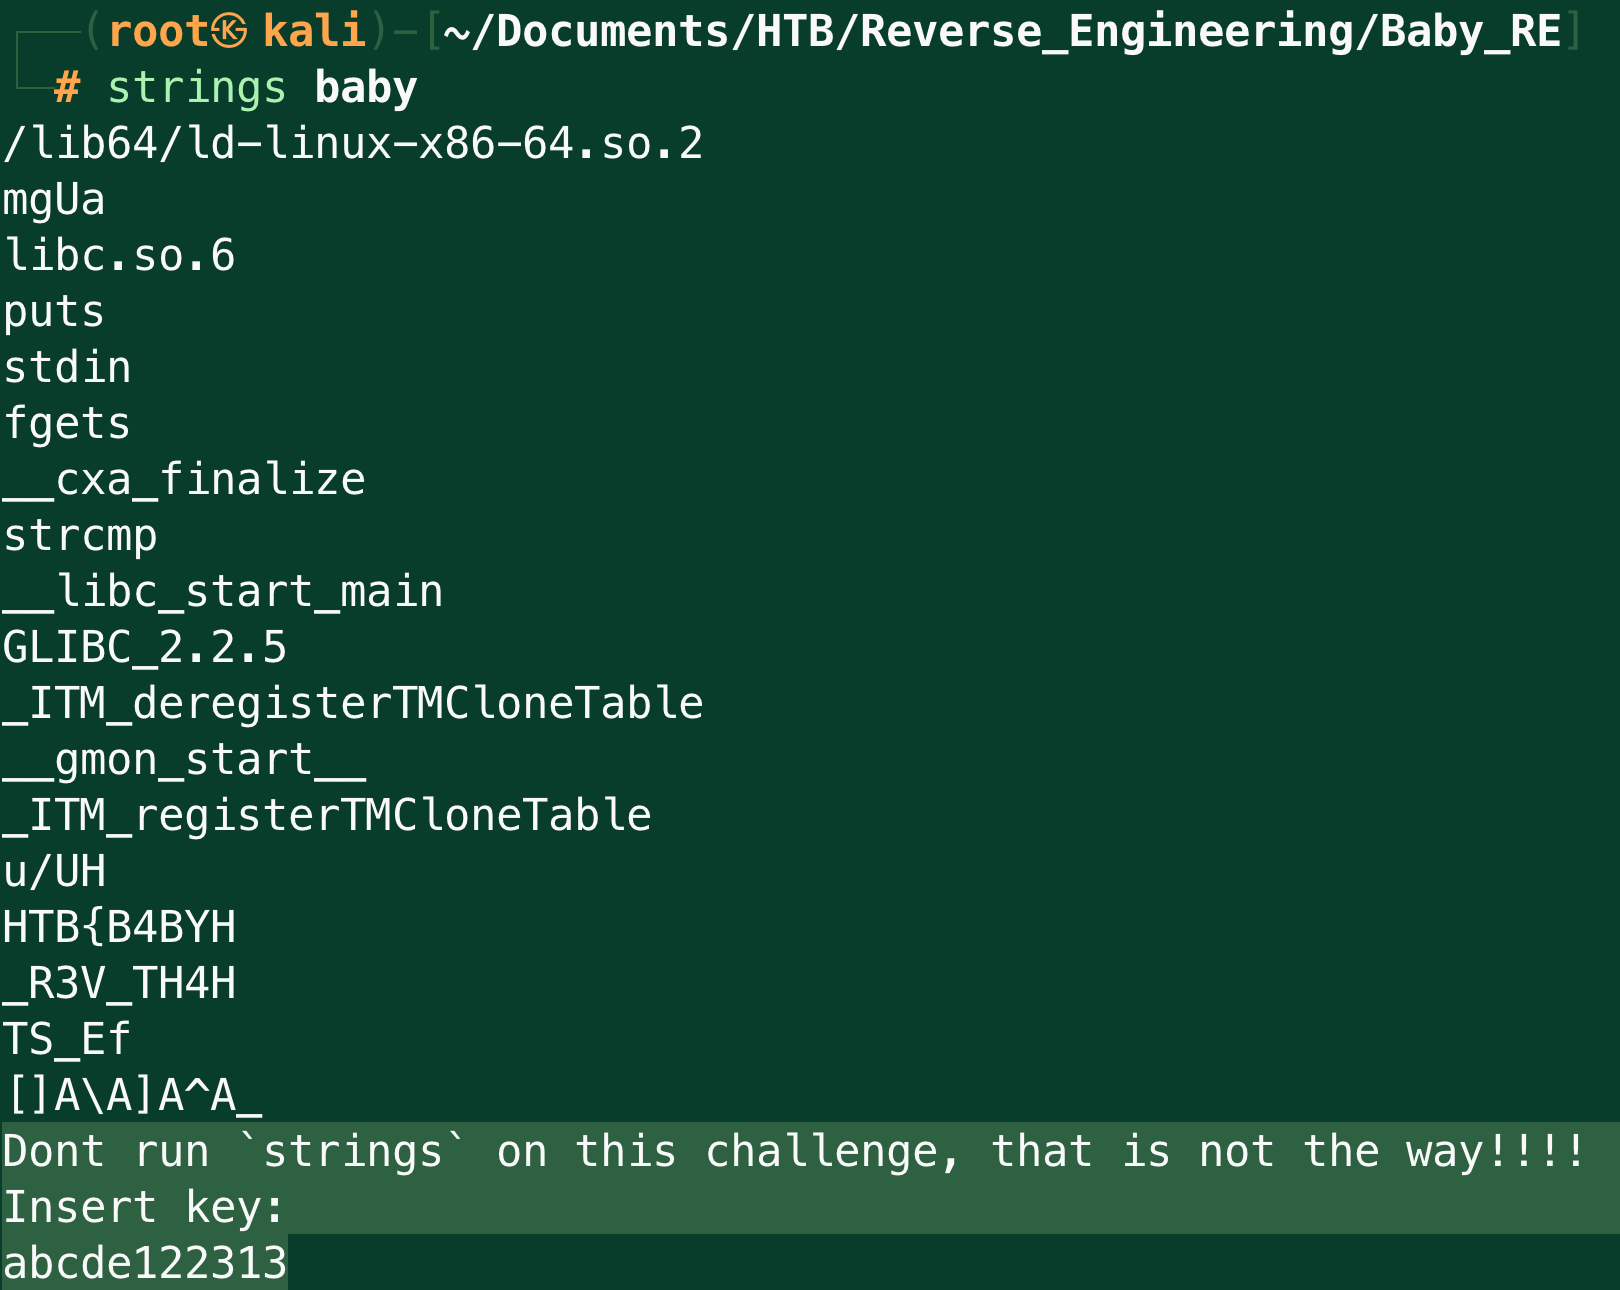 (root㉿kali)-[~/Documents/HTB/Reverse_Engineering/Baby_RE]
# strings baby
/lib64/ld-linux-x86-64.so.2
mgUa
libc.so.6
puts
stdin
fgets
__cxa_finalize
strcmp
__libc_start_main
GLIBC_2.2.5
_ITM_deregisterTMCloneTable
__gmon_start__
_ITM_registerTMCloneTable
u/UH
HTB{B4BYH
_R3V_TH4H
TS_Ef
[]A\A]A^A_
Dont run `strings` on this challenge, that is not the way!!!!
Insert key:
abcde122313